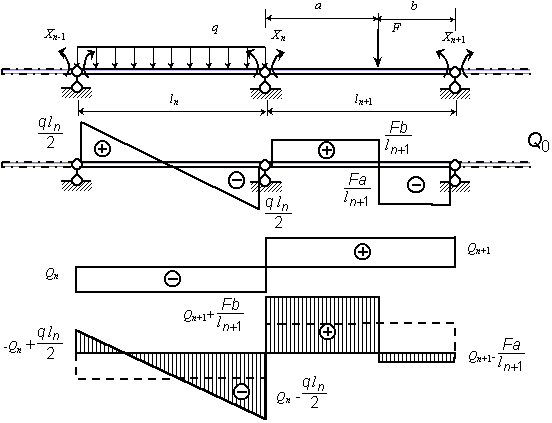 a b
q F
X_{n-1} X_n X_{n+1}
l_n l_{n+1}
ql_n/2 + Fb/l_{n+1} Q_0
− Fa/l_{n+1} −
ql_n/2
+ Q_{n+1}
Q_n −
Q_{n+1}+Fb/l_{n+1}
-Q_n+ql_n/2 + Q_{n+1}-Fa/l_{n+1}
− Q_n-ql_n/2